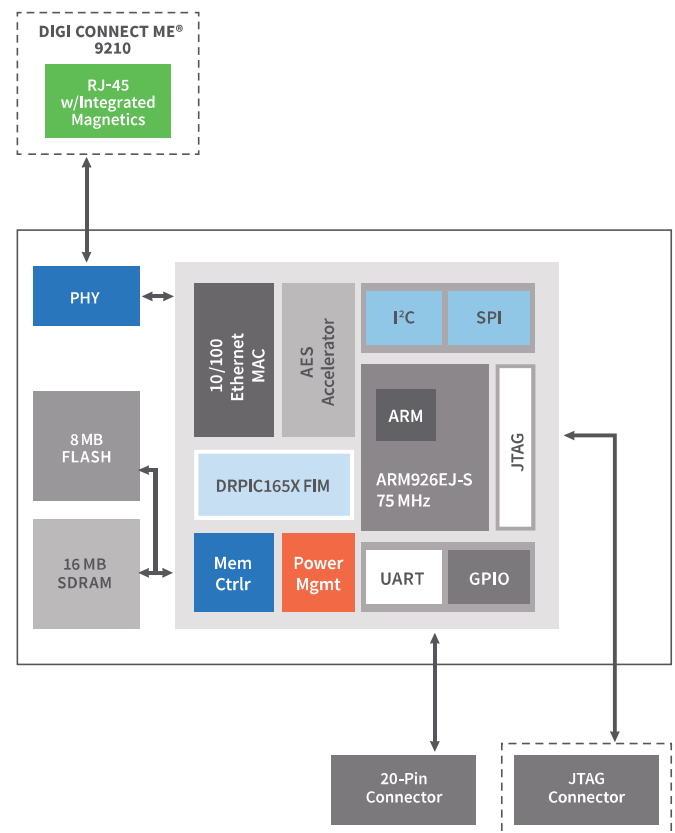 DIGI CONNECT ME®
9210
RJ-45
w/Integrated
Magnetics
PHY
10/100
Ethernet
MAC
AES
Accelerator
I²C
SPI
8 MB
FLASH
ARM
ARM926EJ-S
75 MHz
JTAG
DRPIC165X FIM
16 MB
SDRAM
Mem
Ctrlr
Power
Mgmt
UART
GPIO
20-Pin
Connector
JTAG
Connector